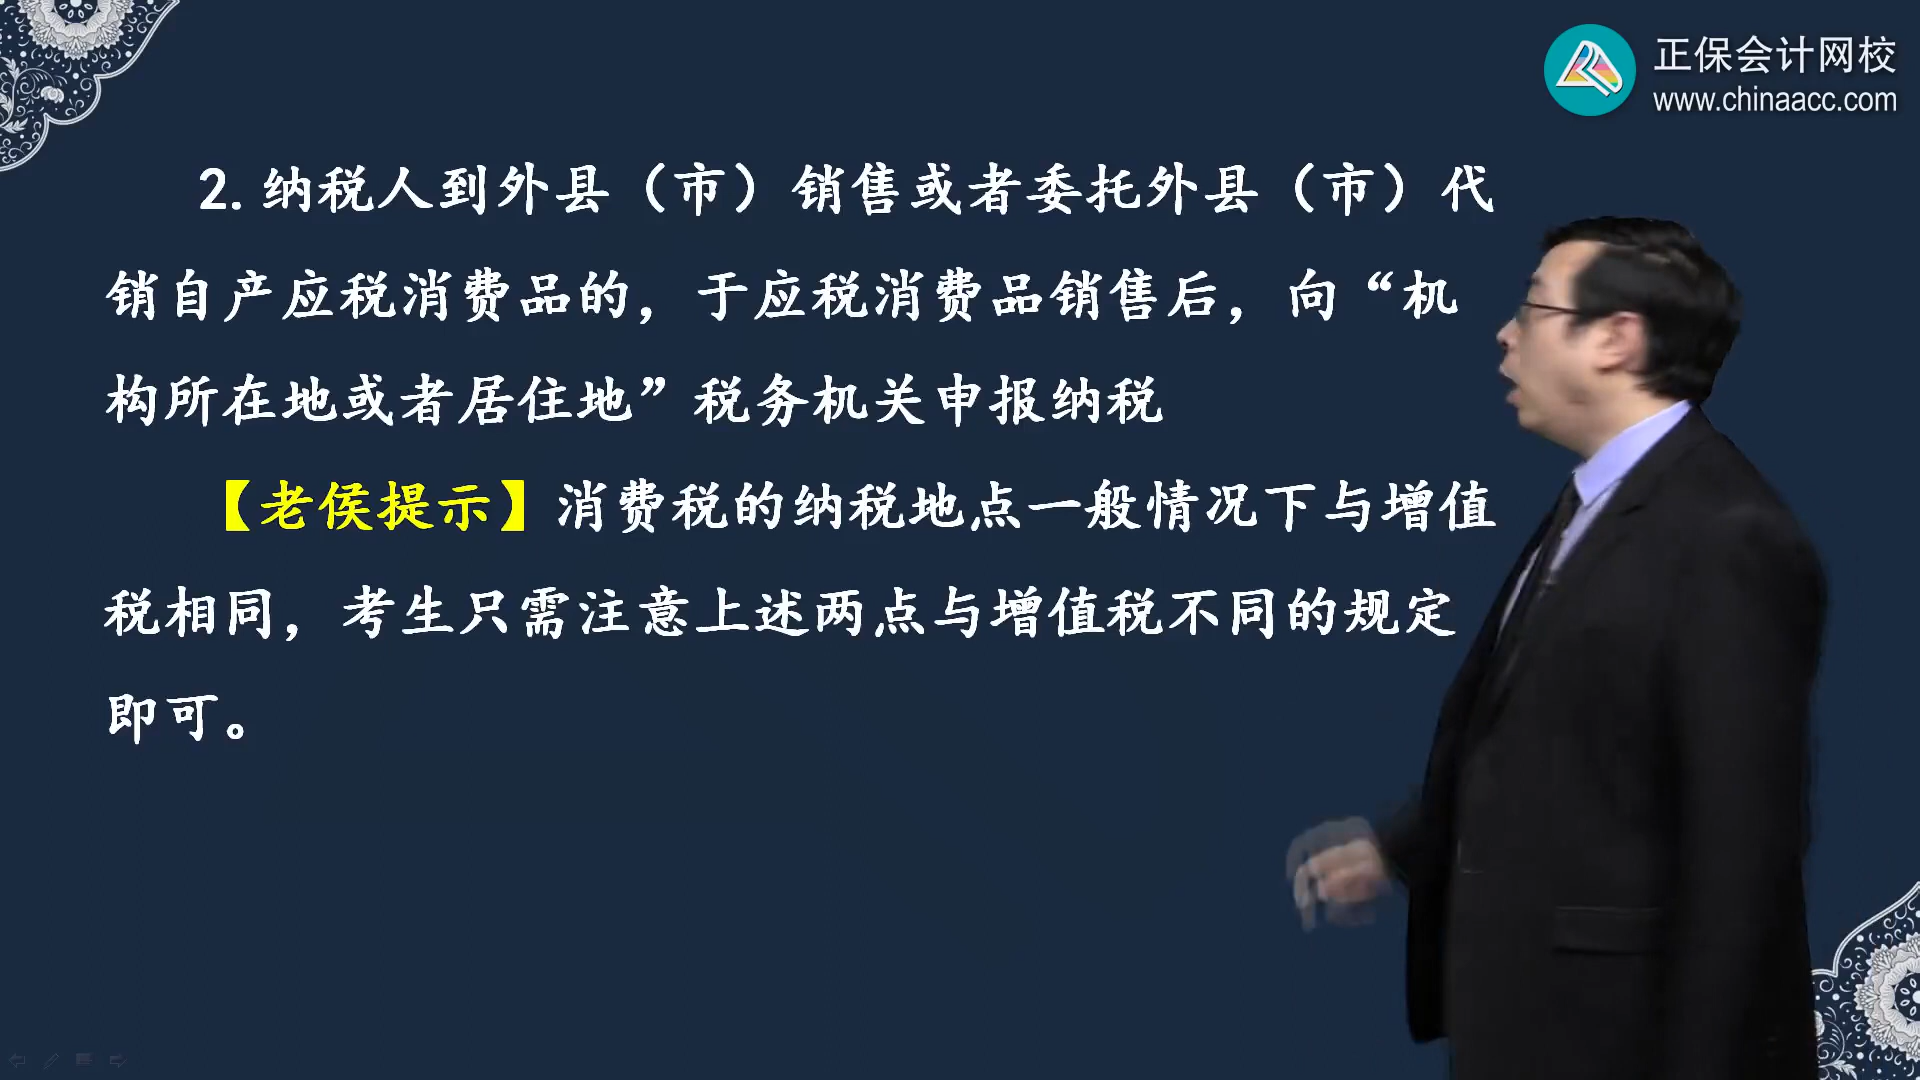 正保会计网校
www.chinaacc.com
2. 纳税人到外县（市）销售或者委托外县（市）代
销自产应税消费品的，于应税消费品销售后，向“机
构所在地或者居住地”税务机关申报纳税
【老侯提示】消费税的纳税地点一般情况下与增值
税相同，考生只需注意上述两点与增值税不同的规定
即可。